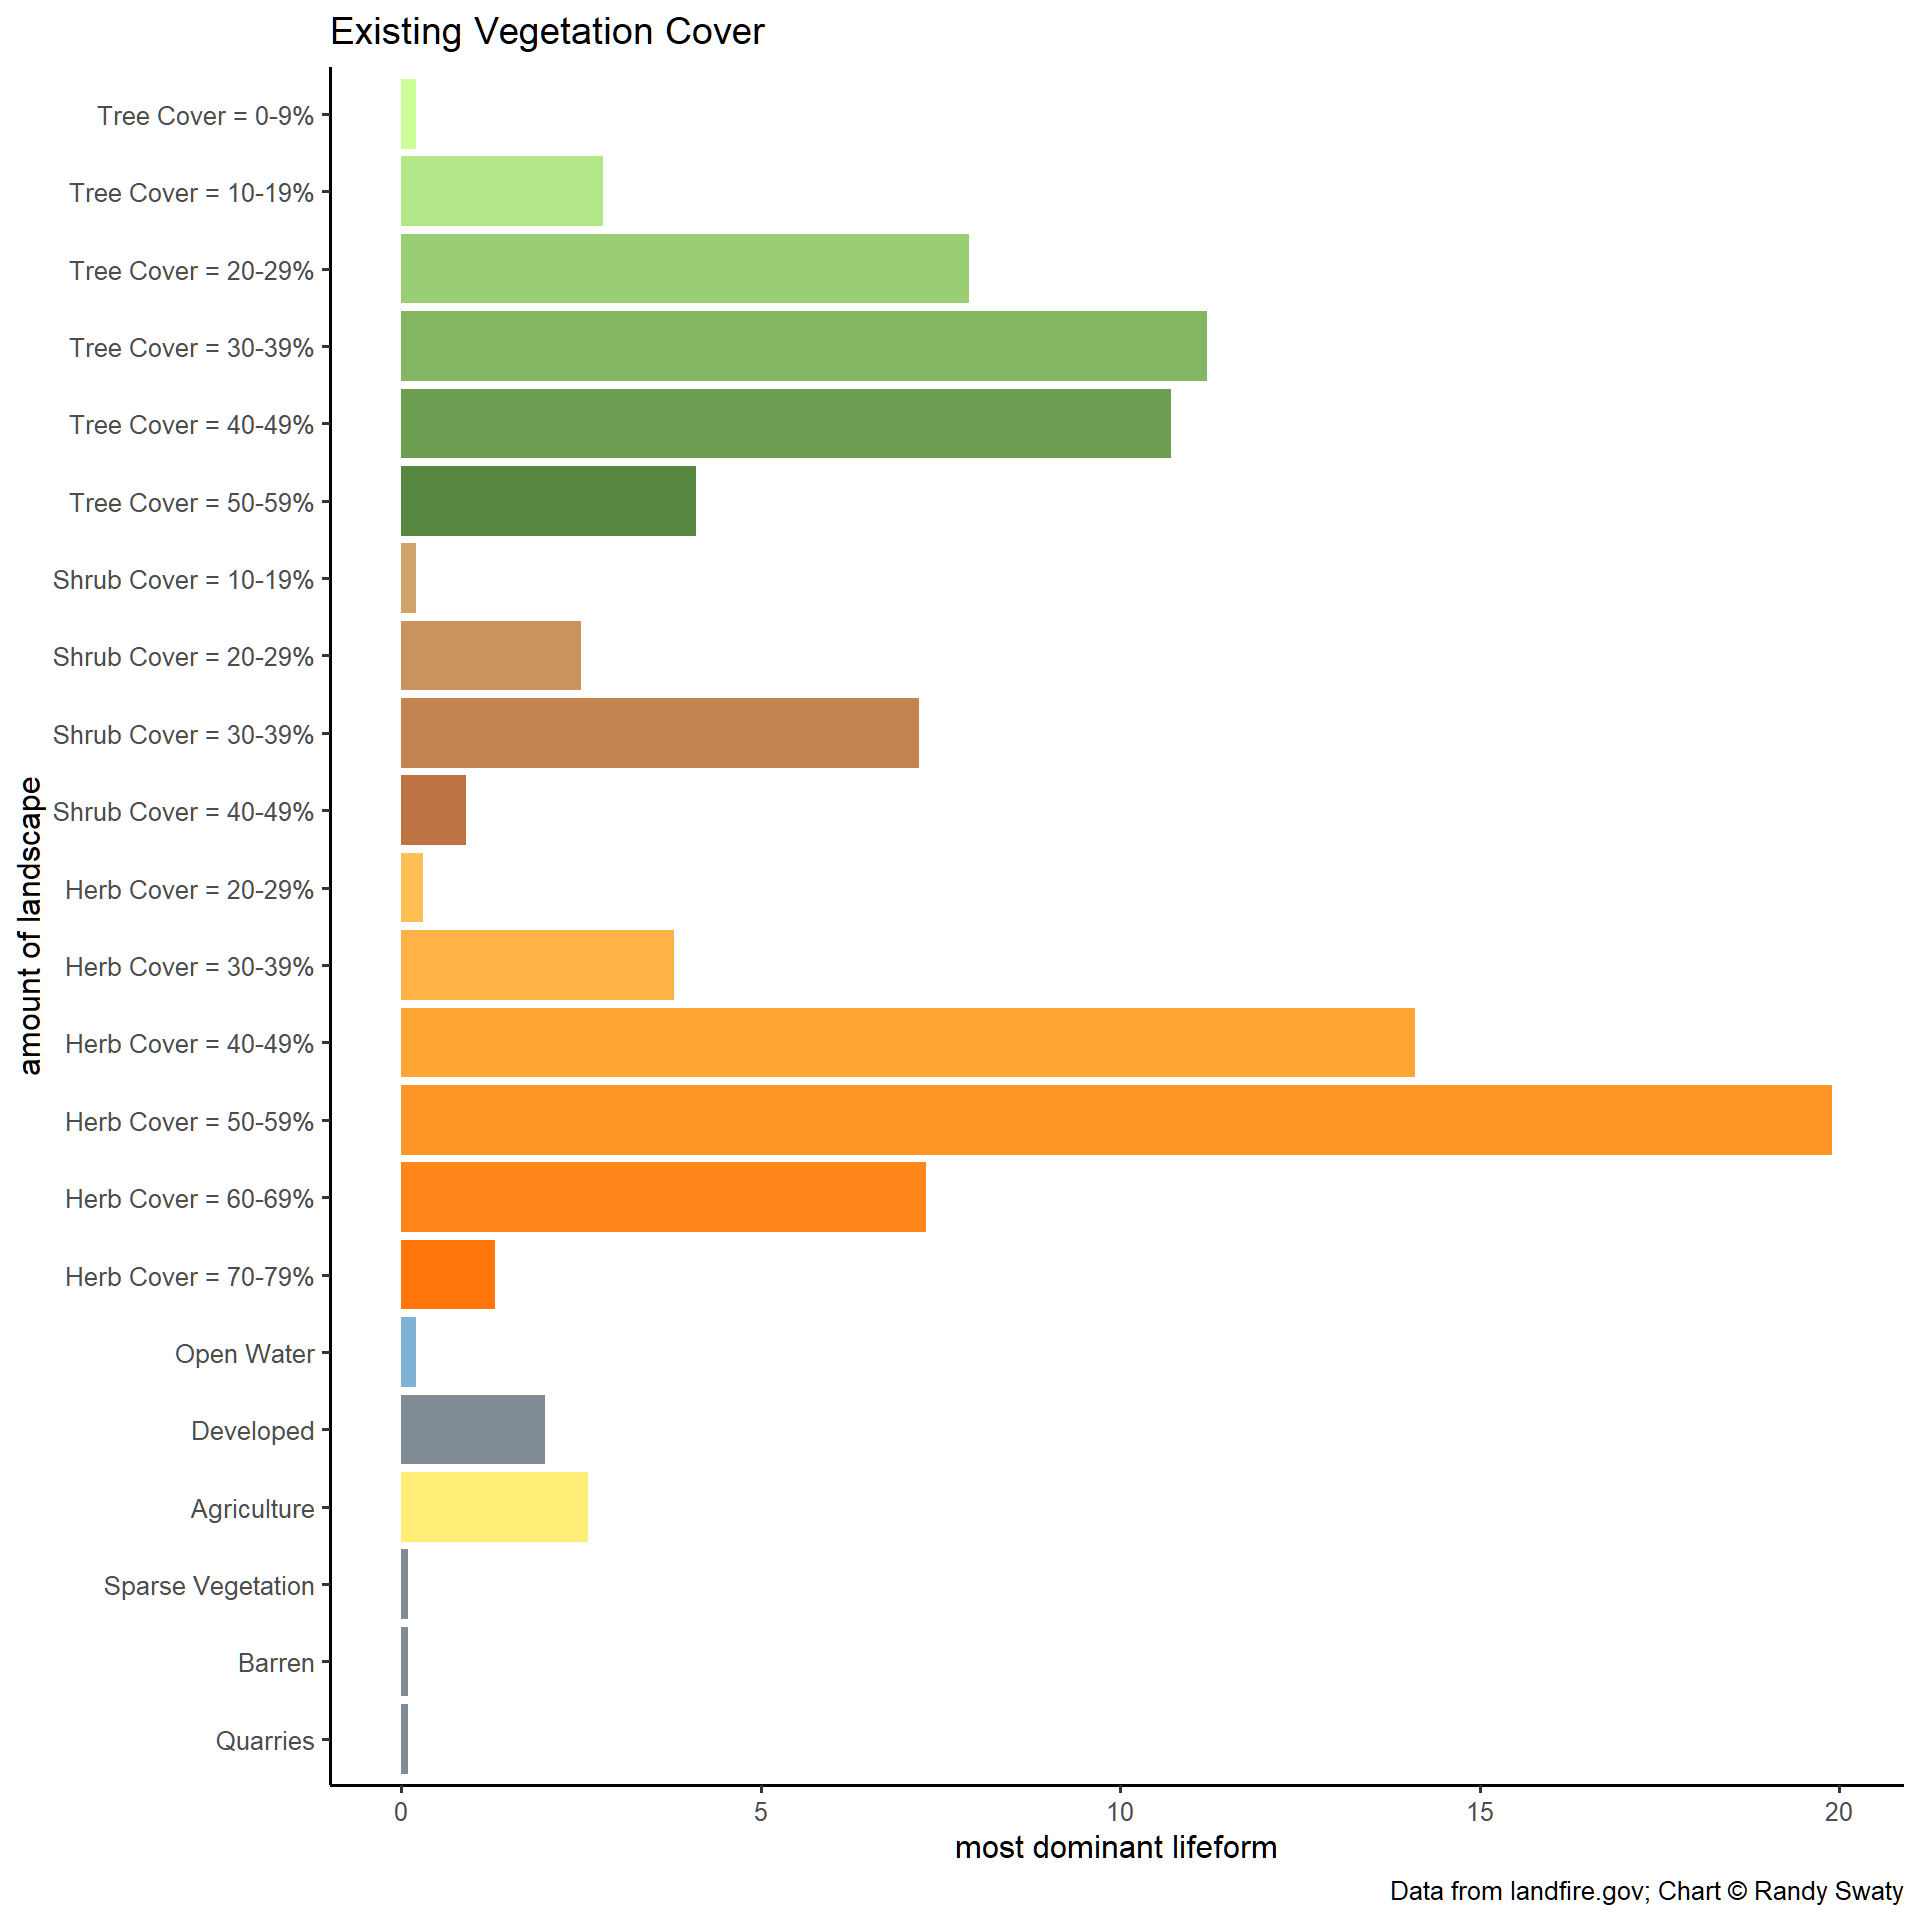 Existing Vegetation Cover
Tree Cover = 0-9%
Tree Cover = 10-19%
Tree Cover = 20-29%
Tree Cover = 30-39%
Tree Cover = 40-49%
Tree Cover = 50-59%
Shrub Cover = 10-19%
Shrub Cover = 20-29%
Shrub Cover = 30-39%
Shrub Cover = 40-49%
Herb Cover = 20-29%
Herb Cover = 30-39%
Herb Cover = 40-49%
Herb Cover = 50-59%
Herb Cover = 60-69%
Herb Cover = 70-79%
Open Water
Developed
Agriculture
Sparse Vegetation
Barren
Quarries
amount of landscape
0 5 10 15 20
most dominant lifeform
Data from landfire.gov; Chart © Randy Swaty